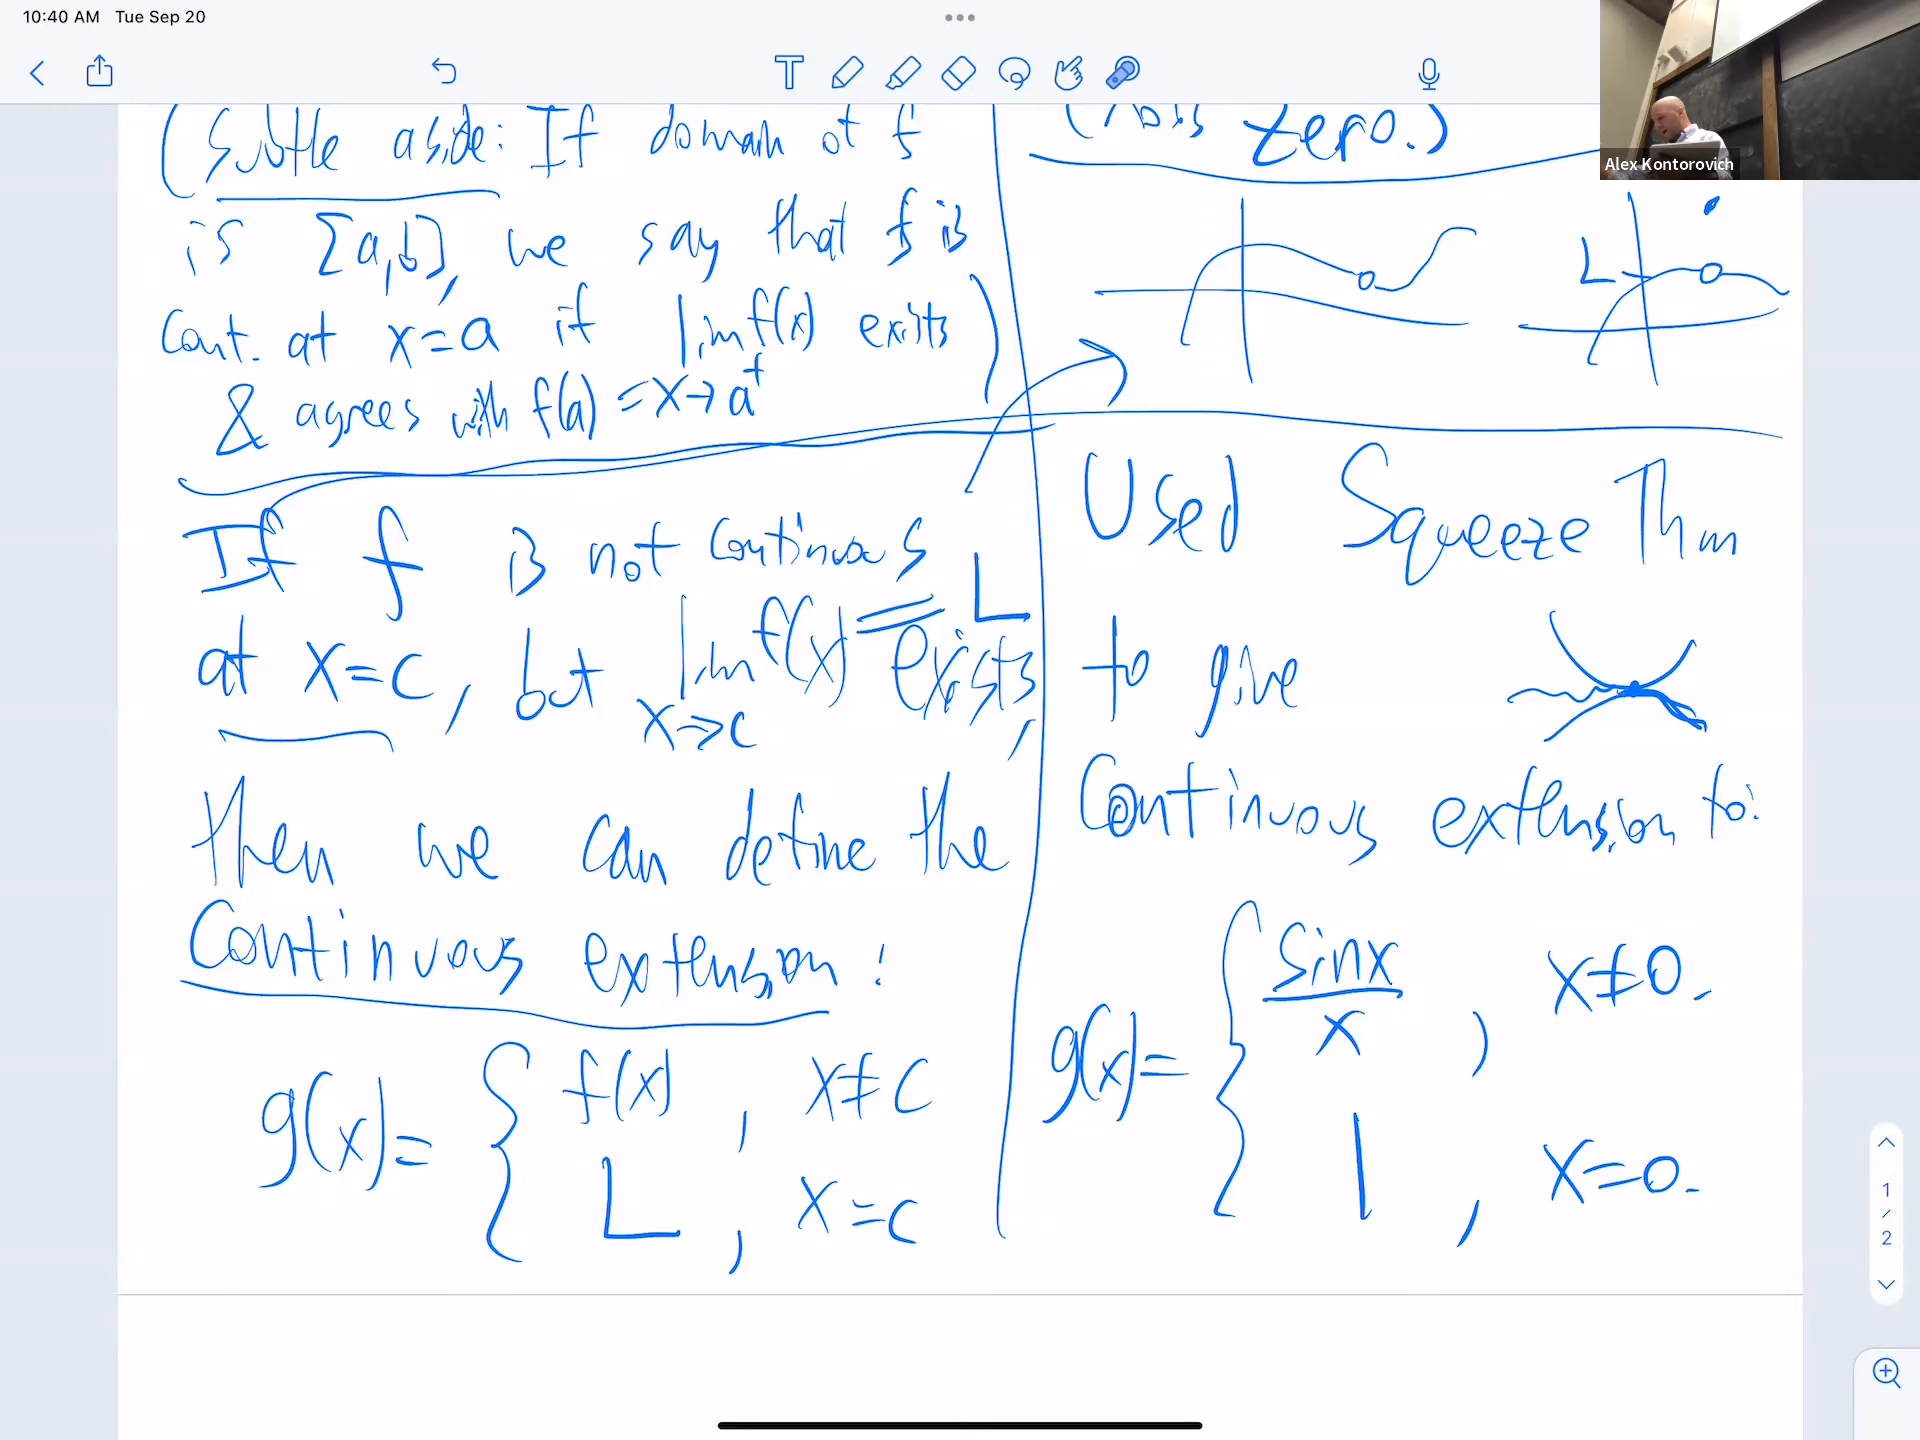 10:40 AM Tue Sep 20
Alex Kontorovich
(Subtle aside: If domain of f
is [a,b], we say that f is
cont. at x=a if lim f(x) exists
& agrees with f(a) = x→a⁺)
If f is not continuous
at x=c, but lim f(x) = L exists,
x→c
then we can define the
Continuous extension:
g(x)= { f(x), x≠c
L, x=c
zero.)
L
Used Squeeze Thm
to give
Continuous extension to:
g(x)= { sinx/x, x≠0.
1, x=0.
1
/
2